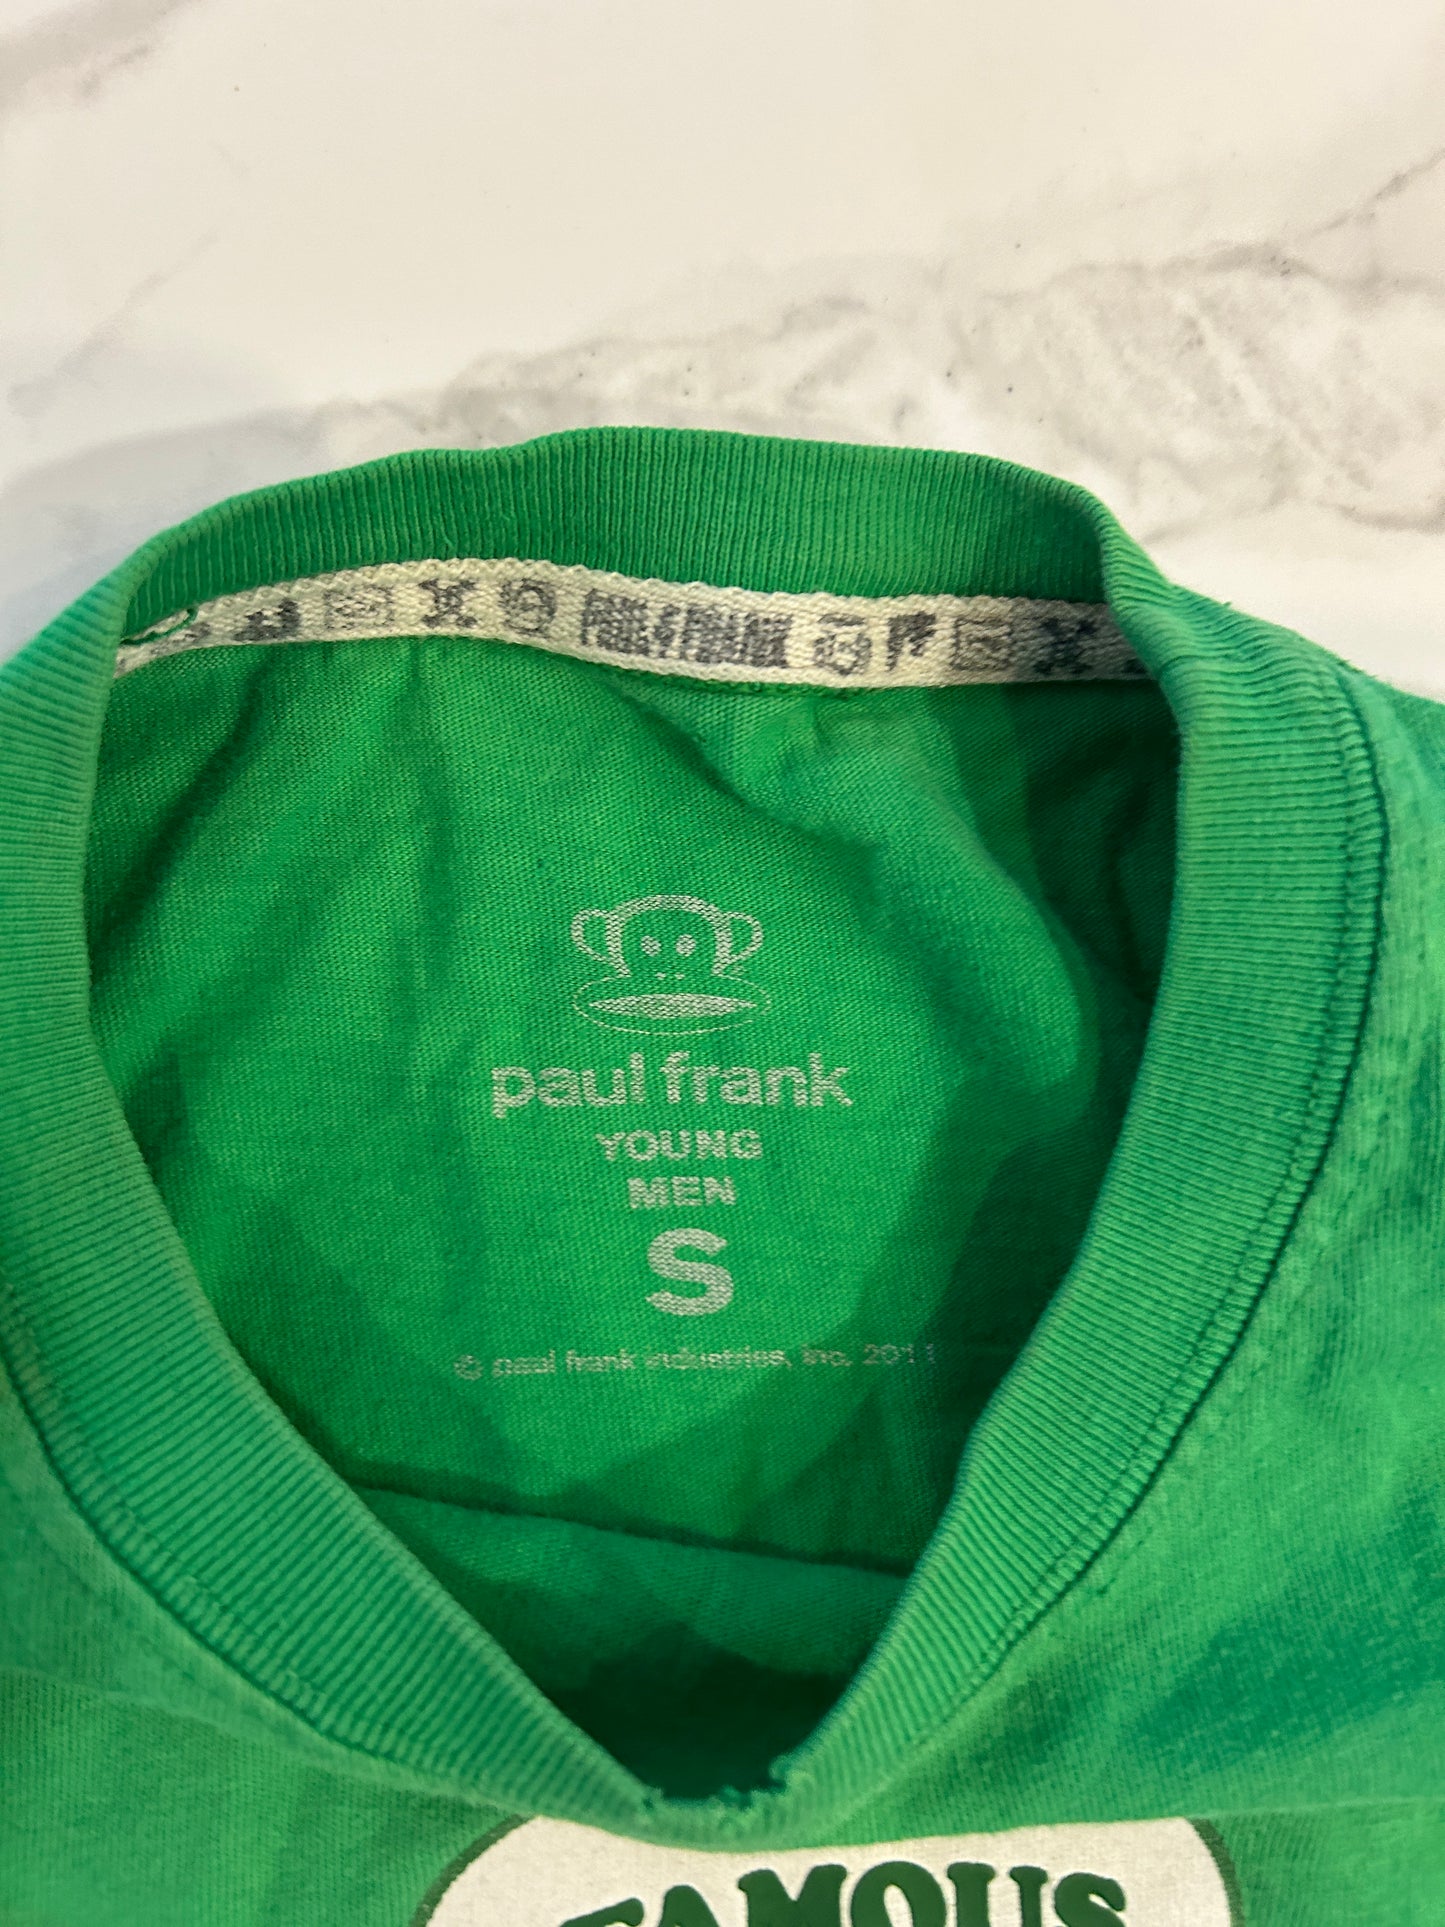 PAUL FRANK
paul frank
YOUNG
MEN
S
© paul frank industries, inc. 2011
FAMOUS